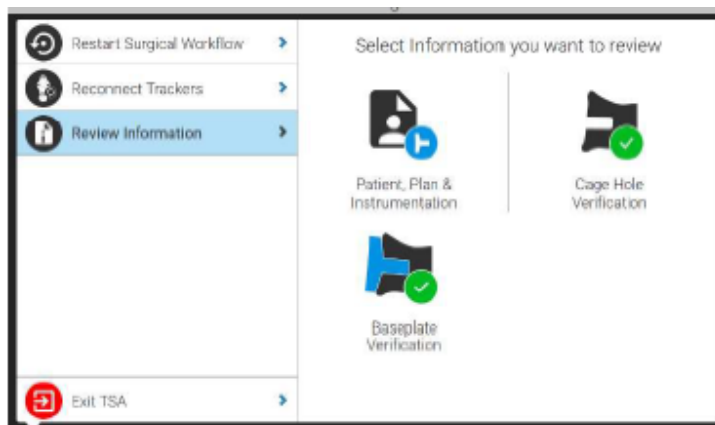 Restart Surgical Workflow
Reconnect Trackers
Review Information
Exit TSA
Select Information you want to review
Patient, Plan &
Instrumentation
Cage Hole
Verification
Baseplate
Verification